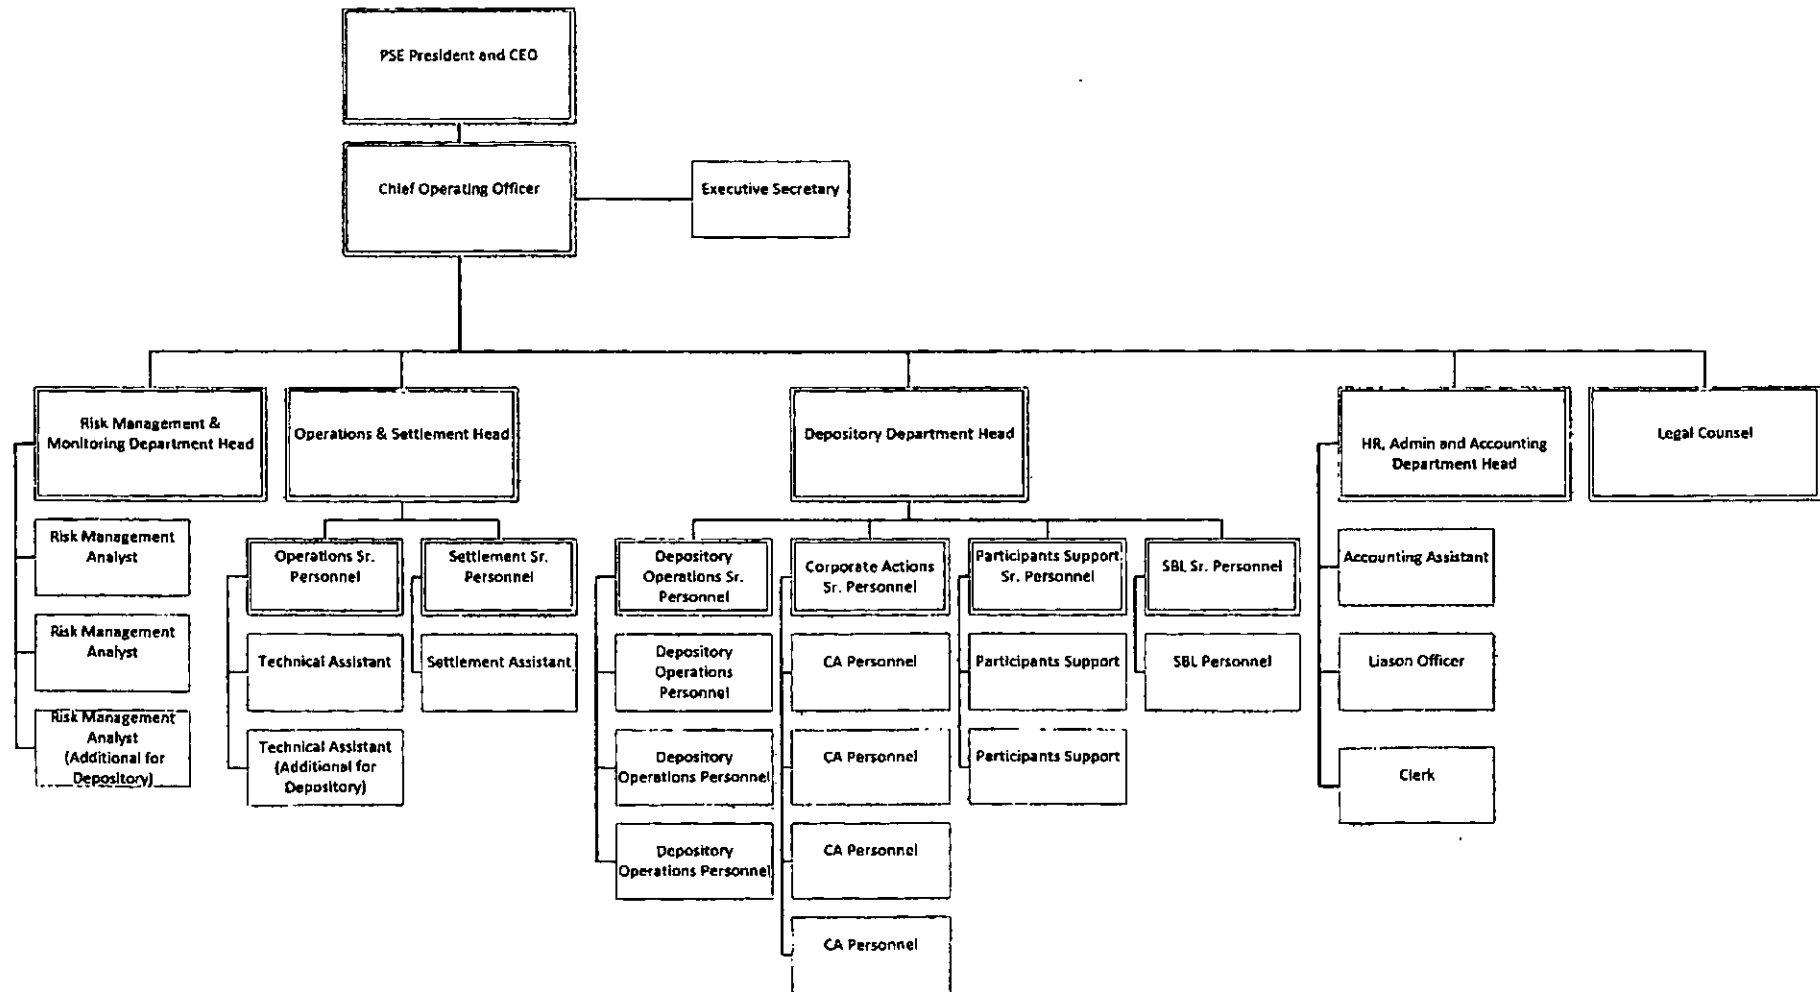 PSE President and CEO
Chief Operating Officer
Executive Secretary
Risk Management &
Monitoring Department Head
Operations & Settlement Head
Depository Department Head
HR, Admin and Accounting
Department Head
Legal Counsel
Risk Management
Analyst
Risk Management
Analyst
Risk Management
Analyst
(Additional for
Depository)
Operations Sr.
Personnel
Technical Assistant
Technical Assistant
(Additional for
Depository)
Settlement Sr.
Personnel
Settlement Assistant
Depository
Operations Sr.
Personnel
Depository
Operations
Personnel
Depository
Operations Personnel
Depository
Operations Personnel
Corporate Actions
Sr. Personnel
CA Personnel
CA Personnel
CA Personnel
CA Personnel
Participants Support
Sr. Personnel
Participants Support
Participants Support
SBL Sr. Personnel
SBL Personnel
Accounting Assistant
Liason Officer
Clerk